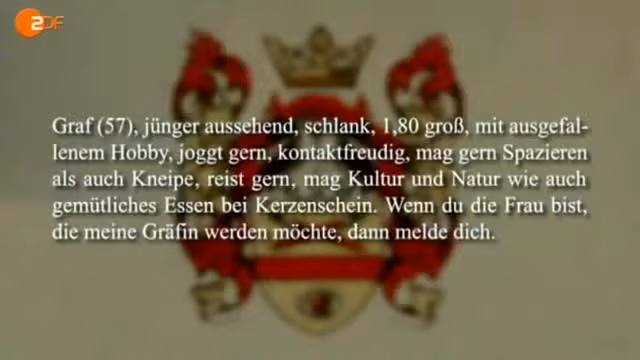 2DF
Graf (57), jünger aussehend, schlank, 1,80 groß, mit ausgefal-
lenem Hobby, joggt gern, kontaktfreudig, mag gern Spazieren
als auch Kneipe, reist gern, mag Kultur und Natur wie auch
gemütliches Essen bei Kerzenschein. Wenn du die Frau bist,
die meine Gräfin werden möchte, dann melde dich.